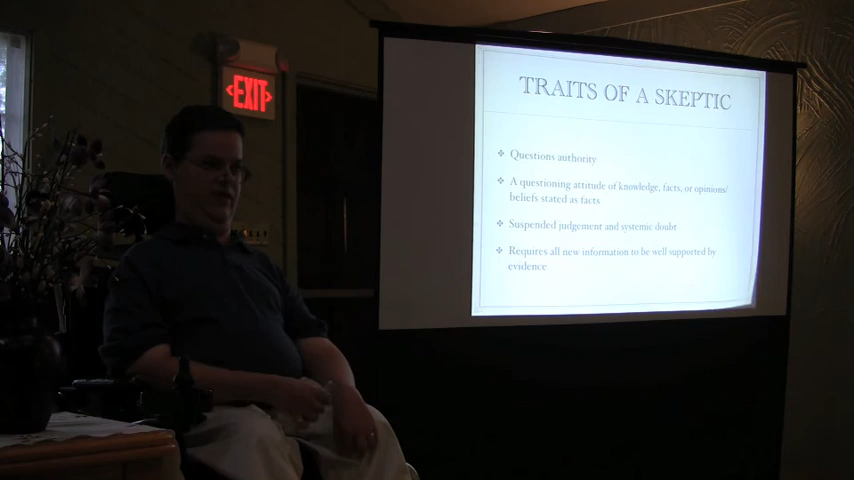 EXIT
TRAITS OF A SKEPTIC
❖ Questions authority
❖ A questioning attitude of knowledge, facts, or opinions/
beliefs stated as facts
❖ Suspended judgement and systemic doubt
❖ Requires all new information to be well supported by
evidence